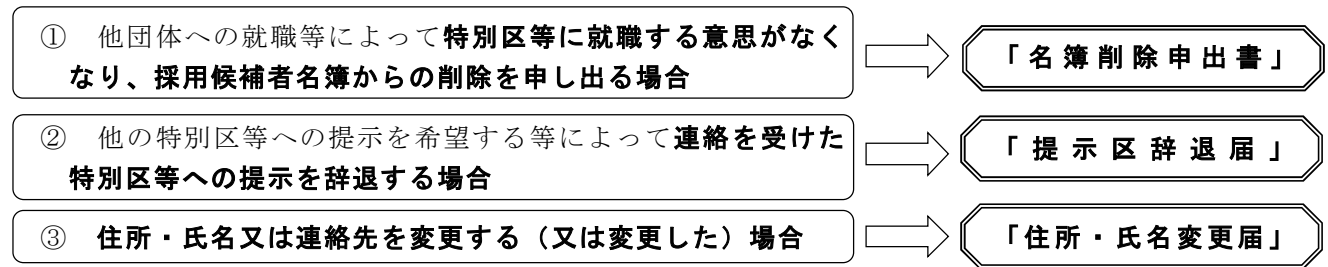 ① 他団体への就職等によって特別区等に就職する意思がなく
なり、採用候補者名簿からの削除を申し出る場合
「名簿削除申出書」
② 他の特別区等への提示を希望する等によって連絡を受けた
特別区等への提示を辞退する場合
「提示区辞退届」
③ 住所・氏名又は連絡先を変更する（又は変更した）場合
「住所・氏名変更届」